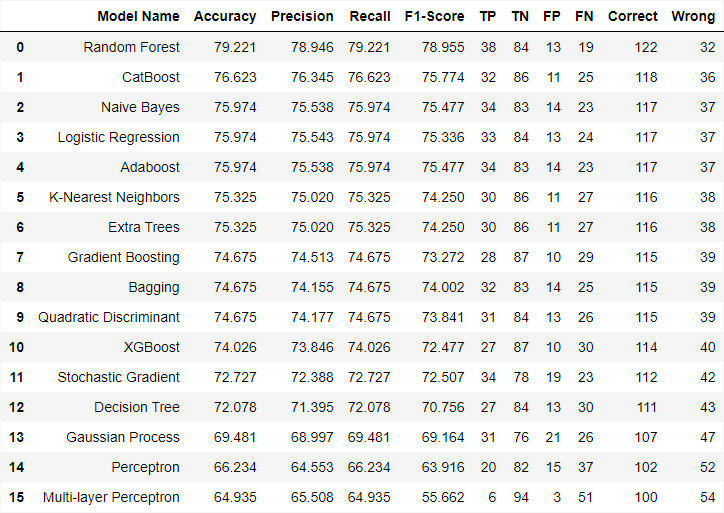 Model Name Accuracy Precision Recall F1-Score TP TN FP FN Correct Wrong
0 Random Forest 79.221 78.946 79.221 78.955 38 84 13 19 122 32
1 CatBoost 76.623 76.345 76.623 75.774 32 86 11 25 118 36
2 Naive Bayes 75.974 75.538 75.974 75.477 34 83 14 23 117 37
3 Logistic Regression 75.974 75.543 75.974 75.336 33 84 13 24 117 37
4 Adaboost 75.974 75.538 75.974 75.477 34 83 14 23 117 37
5 K-Nearest Neighbors 75.325 75.020 75.325 74.250 30 86 11 27 116 38
6 Extra Trees 75.325 75.020 75.325 74.250 30 86 11 27 116 38
7 Gradient Boosting 74.675 74.513 74.675 73.272 28 87 10 29 115 39
8 Bagging 74.675 74.155 74.675 74.002 32 83 14 25 115 39
9 Quadratic Discriminant 74.675 74.177 74.675 73.841 31 84 13 26 115 39
10 XGBoost 74.026 73.846 74.026 72.477 27 87 10 30 114 40
11 Stochastic Gradient 72.727 72.388 72.727 72.507 34 78 19 23 112 42
12 Decision Tree 72.078 71.395 72.078 70.756 27 84 13 30 111 43
13 Gaussian Process 69.481 68.997 69.481 69.164 31 76 21 26 107 47
14 Perceptron 66.234 64.553 66.234 63.916 20 82 15 37 102 52
15 Multi-layer Perceptron 64.935 65.508 64.935 55.662 6 94 3 51 100 54